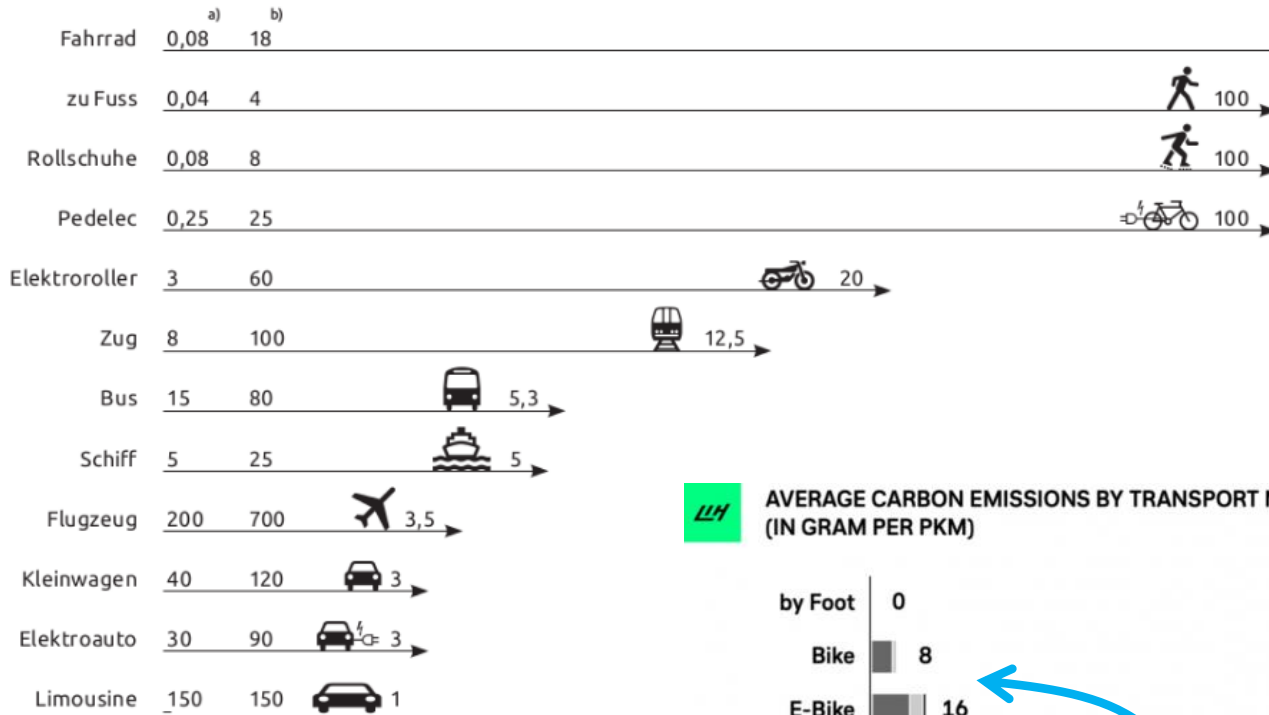 a) b)
Fahrrad 0,08 18
zu Fuss 0,04 4 100
Rollschuhe 0,08 8 100
Pedelec 0,25 25 100
Elektroroller 3 60 20
Zug 8 100 12,5
Bus 15 80 5,3
Schiff 5 25 5
Flugzeug 200 700 3,5
Kleinwagen 40 120 3
Elektroauto 30 90 3
Limousine 150 150 1
AVERAGE CARBON EMISSIONS BY TRANSPORT
(IN GRAM PER PKM)
by Foot 0
Bike 8
E-Bike 16